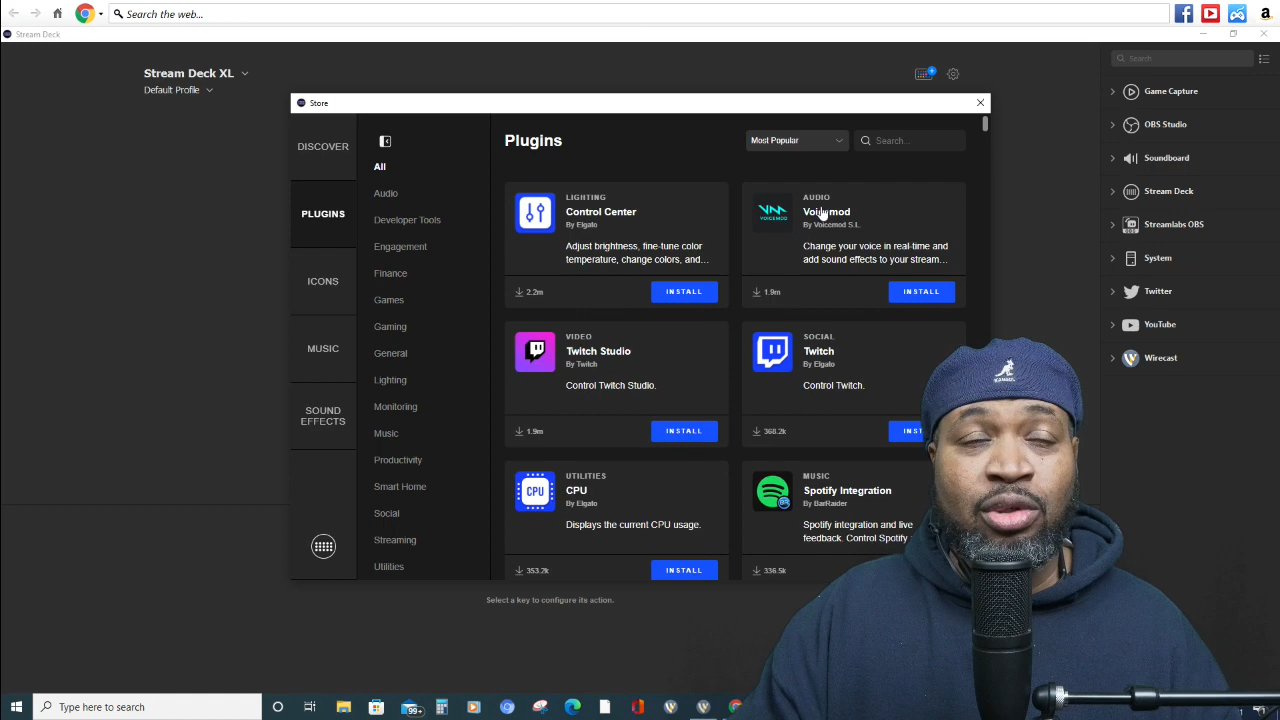 Search the web...
Stream Deck
Stream Deck XL
Default Profile
Search
Game Capture
OBS Studio
Soundboard
Stream Deck
Streamlabs OBS
System
Twitter
YouTube
Wirecast
Store
DISCOVER
PLUGINS
ICONS
MUSIC
SOUND
EFFECTS
All
Audio
Developer Tools
Engagement
Finance
Games
Gaming
General
Lighting
Monitoring
Music
Productivity
Smart Home
Social
Streaming
Utilities
Plugins
Most Popular
Search...
LIGHTING
Control Center
By Elgato
Adjust brightness, fine-tune color
temperature, change colors, and...
2.2m
INSTALL
VOICEMOD
AUDIO
Voicemod
By Voicemod S.L.
Change your voice in real-time and
add sound effects to your stream...
1.9m
INSTALL
VIDEO
Twitch Studio
By Twitch
Control Twitch Studio.
1.9m
INSTALL
SOCIAL
Twitch
By Elgato
Control Twitch.
368.2k
INST
CPU
UTILITIES
CPU
By Elgato
Displays the current CPU usage.
353.2k
INSTALL
MUSIC
Spotify Integration
By BarRaider
Spotify integration and live
feedback. Control Spotify
336.5k
Select a key to configure its action.
KANGOL
Type here to search
99+